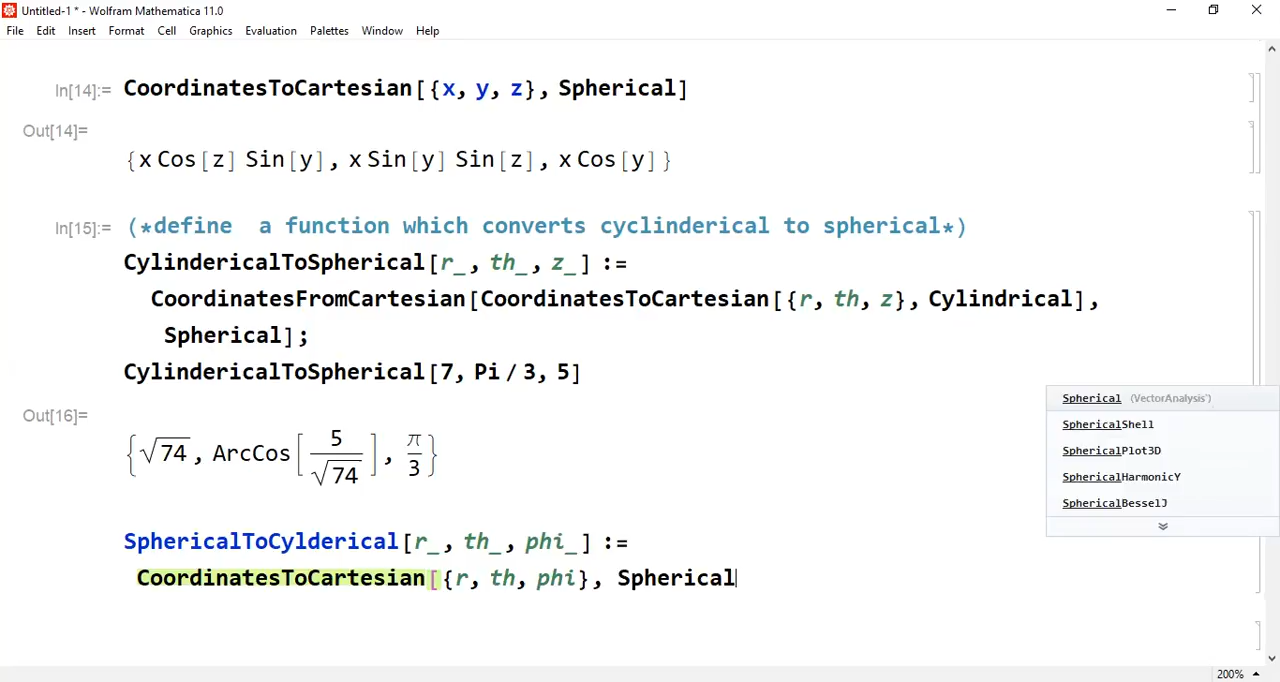 Untitled-1 * - Wolfram Mathematica 11.0
File Edit Insert Format Cell Graphics Evaluation Palettes Window Help
In[14]:= CoordinatesToCartesian[{x, y, z}, Spherical]
Out[14]=
{x Cos[z] Sin[y], x Sin[y] Sin[z], x Cos[y]}
In[15]:= (*define a function which converts cyclinderical to spherical*)
CylindericalToSpherical[r_, th_, z_] :=
CoordinatesFromCartesian[CoordinatesToCartesian[{r, th, z}, Cylindrical],
Spherical];
CylindericalToSpherical[7, Pi / 3, 5]
Out[16]=
{√74, ArcCos[5/√74], π/3}
SphericalToCylderical[r_, th_, phi_] :=
CoordinatesToCartesian[{r, th, phi}, Spherical
Spherical (VectorAnalysis`)
SphericalShell
SphericalPlot3D
SphericalHarmonicY
SphericalBesselJ
200%